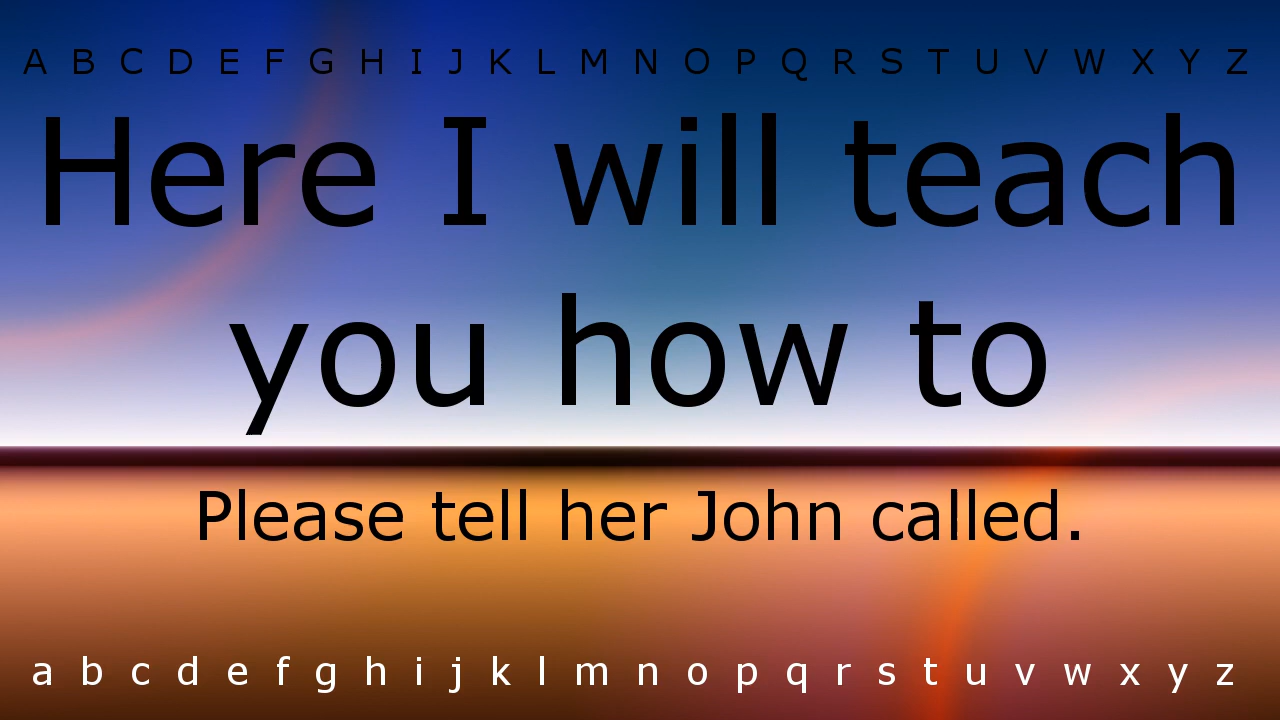 A B C D E F G H I J K L M N O P Q R S T U V W X Y Z
Here I will teach
you how to
Please tell her John called.
a b c d e f g h i j k l m n o p q r s t u v w x y z